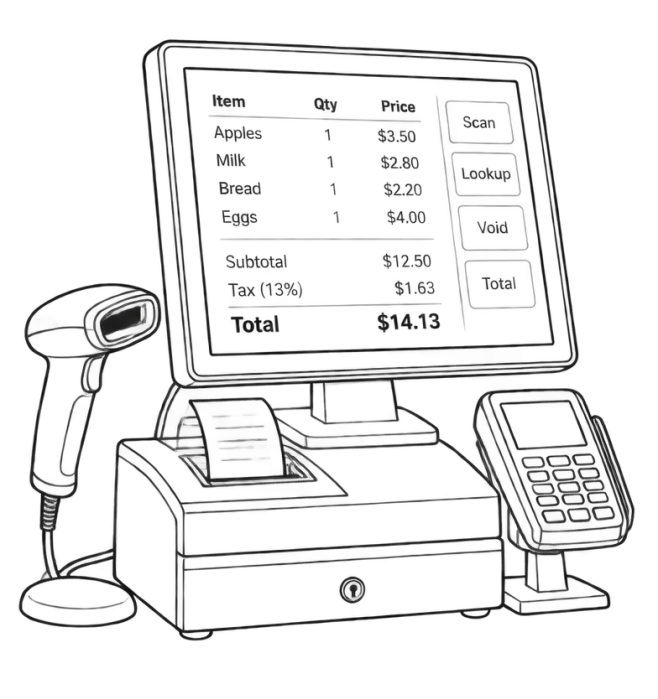 Item Qty Price
Apples 1 $3.50
Milk 1 $2.80
Bread 1 $2.20
Eggs 1 $4.00
Subtotal $12.50
Tax (13%) $1.63
Total $14.13
Scan
Lookup
Void
Total